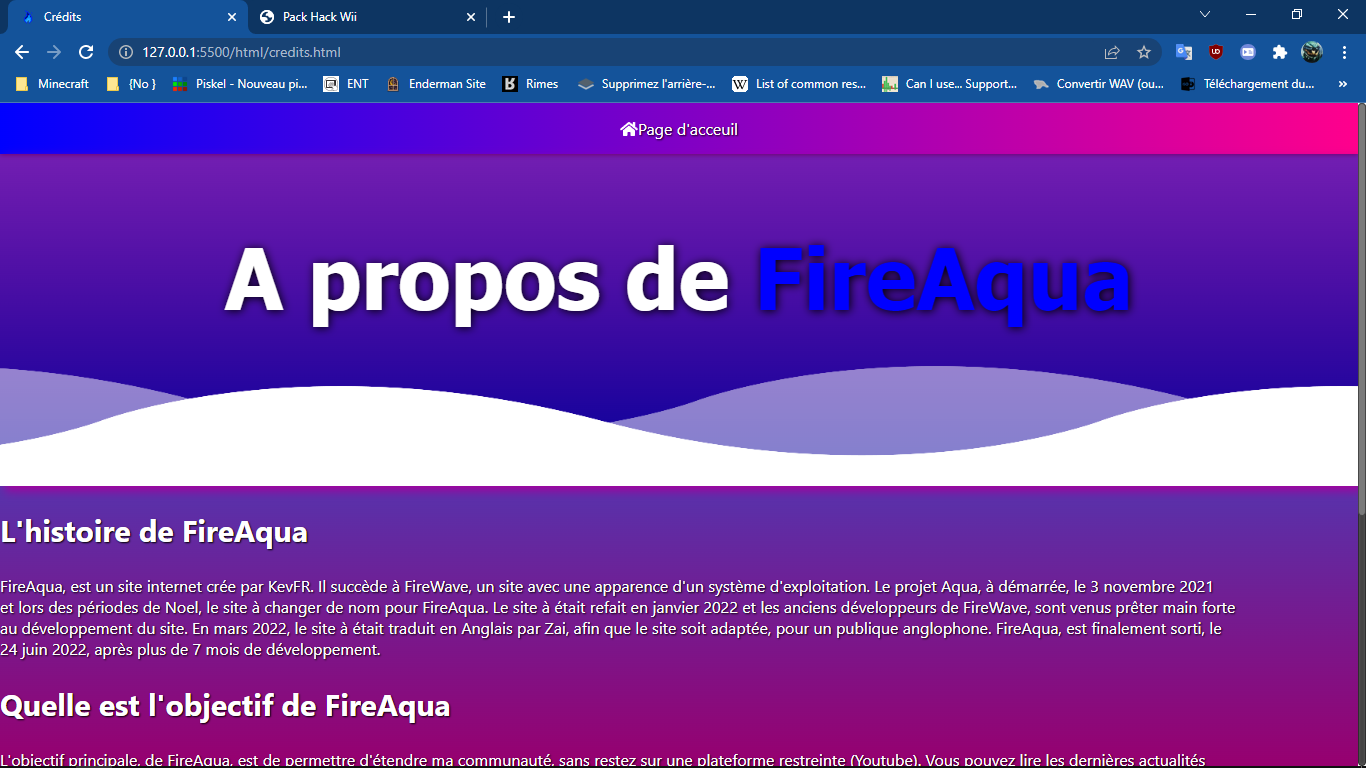 Crédits
Pack Hack Wii
127.0.0.1:5500/html/credits.html
Minecraft
{No }
Piskel - Nouveau pi...
ENT
Enderman Site
Rimes
Supprimez l'arrière-...
List of common res...
Can I use... Support...
Convertir WAV (ou...
Téléchargement du...
Page d'acceuil
A propos de FireAqua
L'histoire de FireAqua
FireAqua, est un site internet crée par KevFR. Il succède à FireWave, un site avec une apparence d'un système d'exploitation. Le projet Aqua, à démarrée, le 3 novembre 2021
et lors des périodes de Noel, le site à changer de nom pour FireAqua. Le site à était refait en janvier 2022 et les anciens développeurs de FireWave, sont venus prêter main forte
au développement du site. En mars 2022, le site à était traduit en Anglais par Zai, afin que le site soit adaptée, pour un publique anglophone. FireAqua, est finalement sorti, le
24 juin 2022, après plus de 7 mois de développement.
Quelle est l'objectif de FireAqua
L'objectif principale, de FireAqua, est de permettre d'étendre ma communauté, sans restez sur une plateforme restreinte (Youtube). Vous pouvez lire les dernières actualités